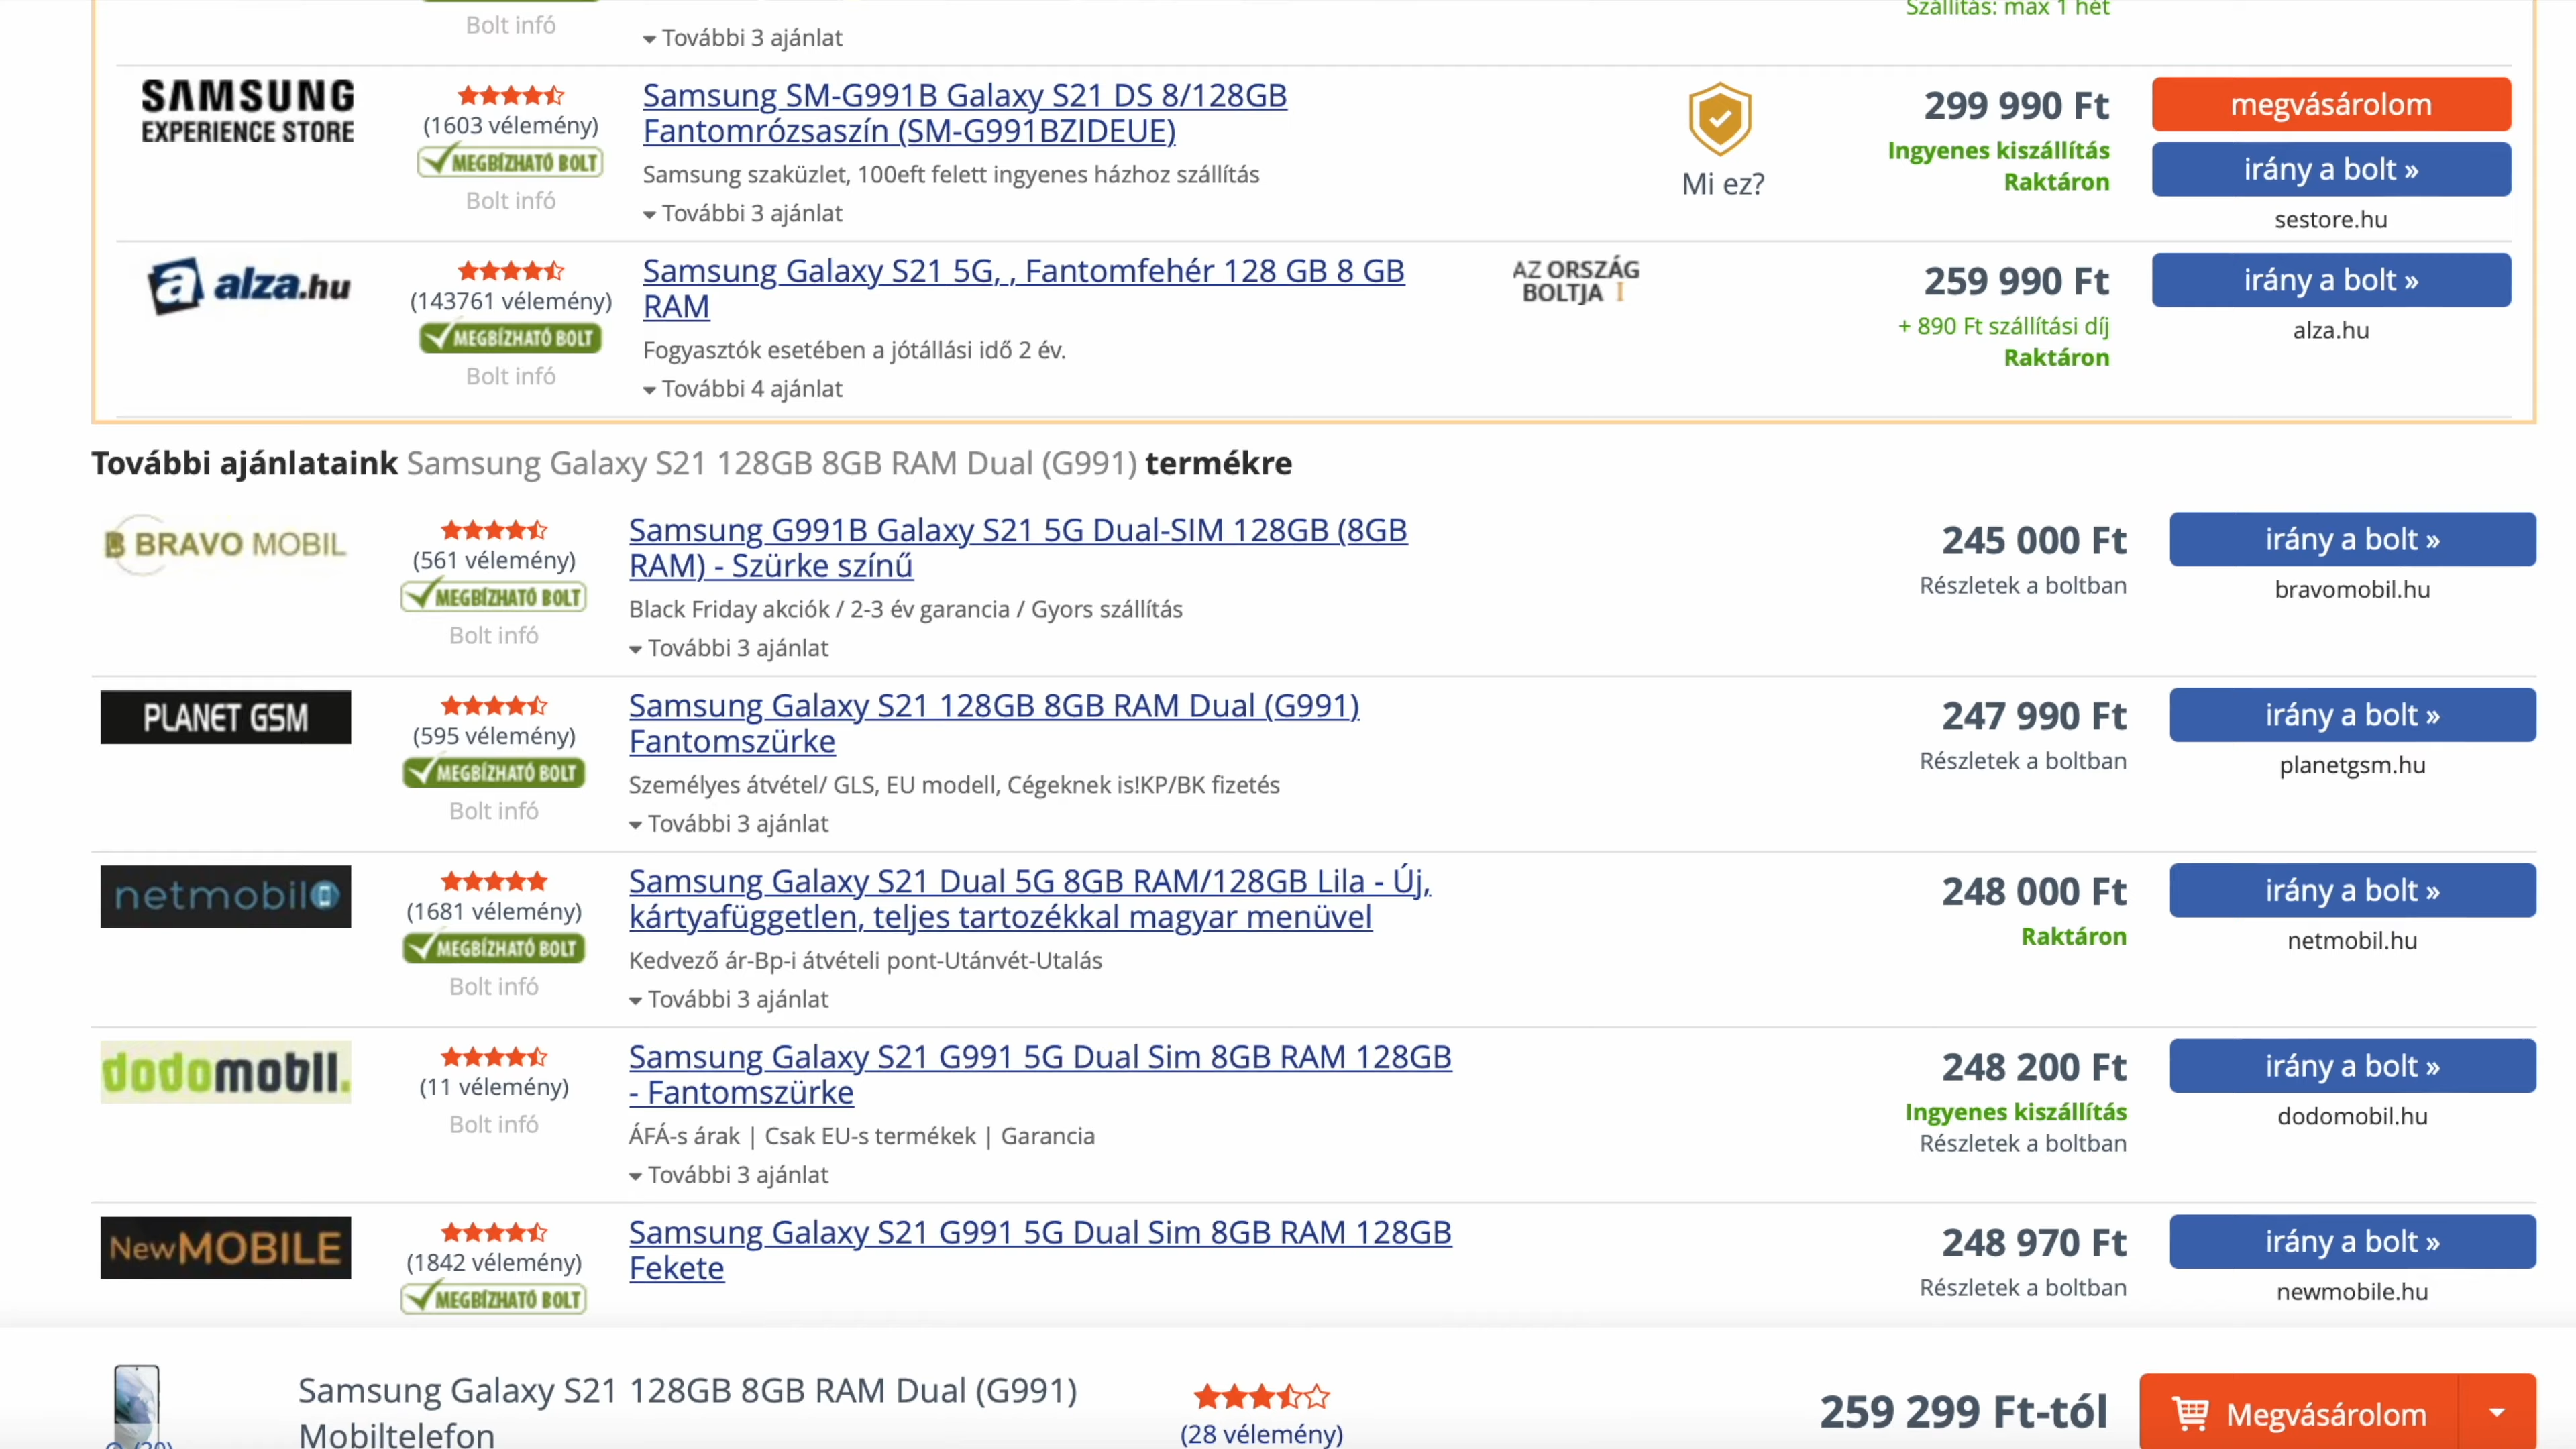 Bolt infó
▾ További 3 ajánlat
Szállítás: max 1 hét
SAMSUNG
EXPERIENCE STORE
(1603 vélemény)
MEGBÍZHATÓ BOLT
Bolt infó
Samsung SM-G991B Galaxy S21 DS 8/128GB
Fantomrózsaszín (SM-G991BZIDEUE)
Samsung szaküzlet, 100eft felett ingyenes házhoz szállítás
▾ További 3 ajánlat
Mi ez?
299 990 Ft
Ingyenes kiszállítás
Raktáron
megvásárolom
irány a bolt »
sestore.hu
a alza.hu
(143761 vélemény)
MEGBÍZHATÓ BOLT
Bolt infó
Samsung Galaxy S21 5G, , Fantomfehér 128 GB 8 GB
RAM
Fogyasztók esetében a jótállási idő 2 év.
▾ További 4 ajánlat
AZ ORSZÁG
BOLTJA
259 990 Ft
+ 890 Ft szállítási díj
Raktáron
irány a bolt »
alza.hu
További ajánlataink Samsung Galaxy S21 128GB 8GB RAM Dual (G991) termékre
B BRAVO MOBIL
(561 vélemény)
MEGBÍZHATÓ BOLT
Bolt infó
Samsung G991B Galaxy S21 5G Dual-SIM 128GB (8GB
RAM) - Szürke színű
Black Friday akciók / 2-3 év garancia / Gyors szállítás
▾ További 3 ajánlat
245 000 Ft
Részletek a boltban
irány a bolt »
bravomobil.hu
PLANET GSM
(595 vélemény)
MEGBÍZHATÓ BOLT
Bolt infó
Samsung Galaxy S21 128GB 8GB RAM Dual (G991)
Fantomszürke
Személyes átvétel/ GLS, EU modell, Cégeknek is!KP/BK fizetés
▾ További 3 ajánlat
247 990 Ft
Részletek a boltban
irány a bolt »
planetgsm.hu
netmobil
(1681 vélemény)
MEGBÍZHATÓ BOLT
Bolt infó
Samsung Galaxy S21 Dual 5G 8GB RAM/128GB Lila - Új,
kártyafüggetlen, teljes tartozékkal magyar menüvel
Kedvező ár-Bp-i átvételi pont-Utánvét-Utalás
▾ További 3 ajánlat
248 000 Ft
Raktáron
irány a bolt »
netmobil.hu
dodomobil.
(11 vélemény)
Bolt infó
Samsung Galaxy S21 G991 5G Dual Sim 8GB RAM 128GB
- Fantomszürke
ÁFÁ-s árak | Csak EU-s termékek | Garancia
▾ További 3 ajánlat
248 200 Ft
Ingyenes kiszállítás
Részletek a boltban
irány a bolt »
dodomobil.hu
NewMOBILE
(1842 vélemény)
MEGBÍZHATÓ BOLT
Samsung Galaxy S21 G991 5G Dual Sim 8GB RAM 128GB
Fekete
248 970 Ft
Részletek a boltban
irány a bolt »
newmobile.hu
Samsung Galaxy S21 128GB 8GB RAM Dual (G991)
Mobiltelefon
(28 vélemény)
259 299 Ft-tól
Megvásárolom